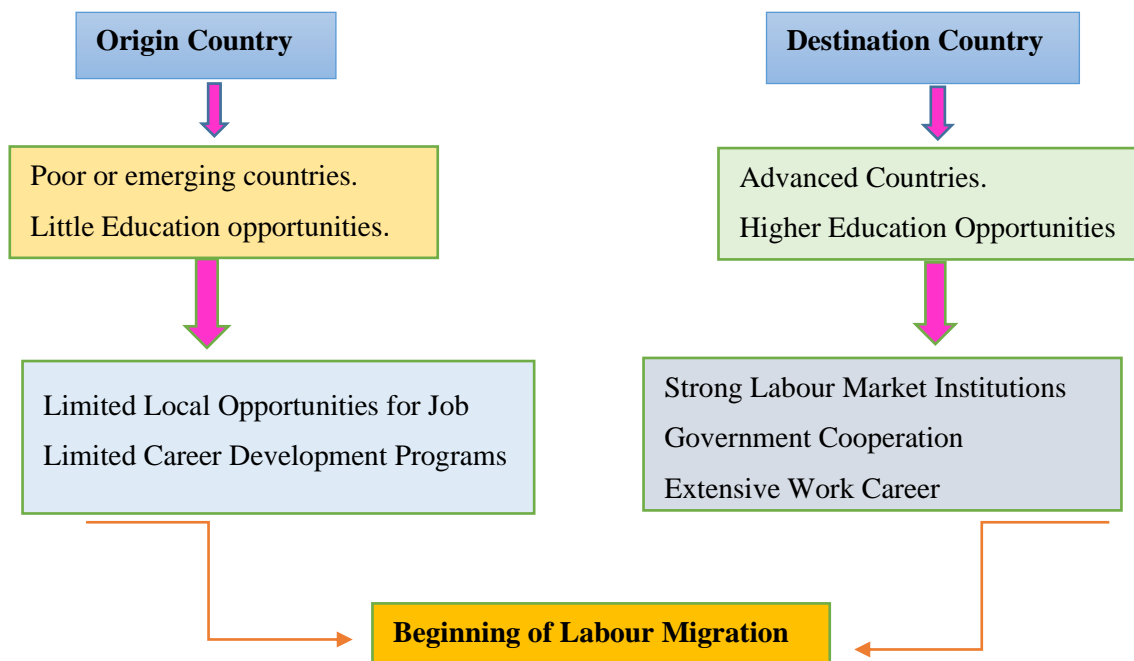 Origin Country
Poor or emerging countries.
Little Education opportunities.
Limited Local Opportunities for Job
Limited Career Development Programs
Destination Country
Advanced Countries.
Higher Education Opportunities
Strong Labour Market Institutions
Government Cooperation
Extensive Work Career
Beginning of Labour Migration